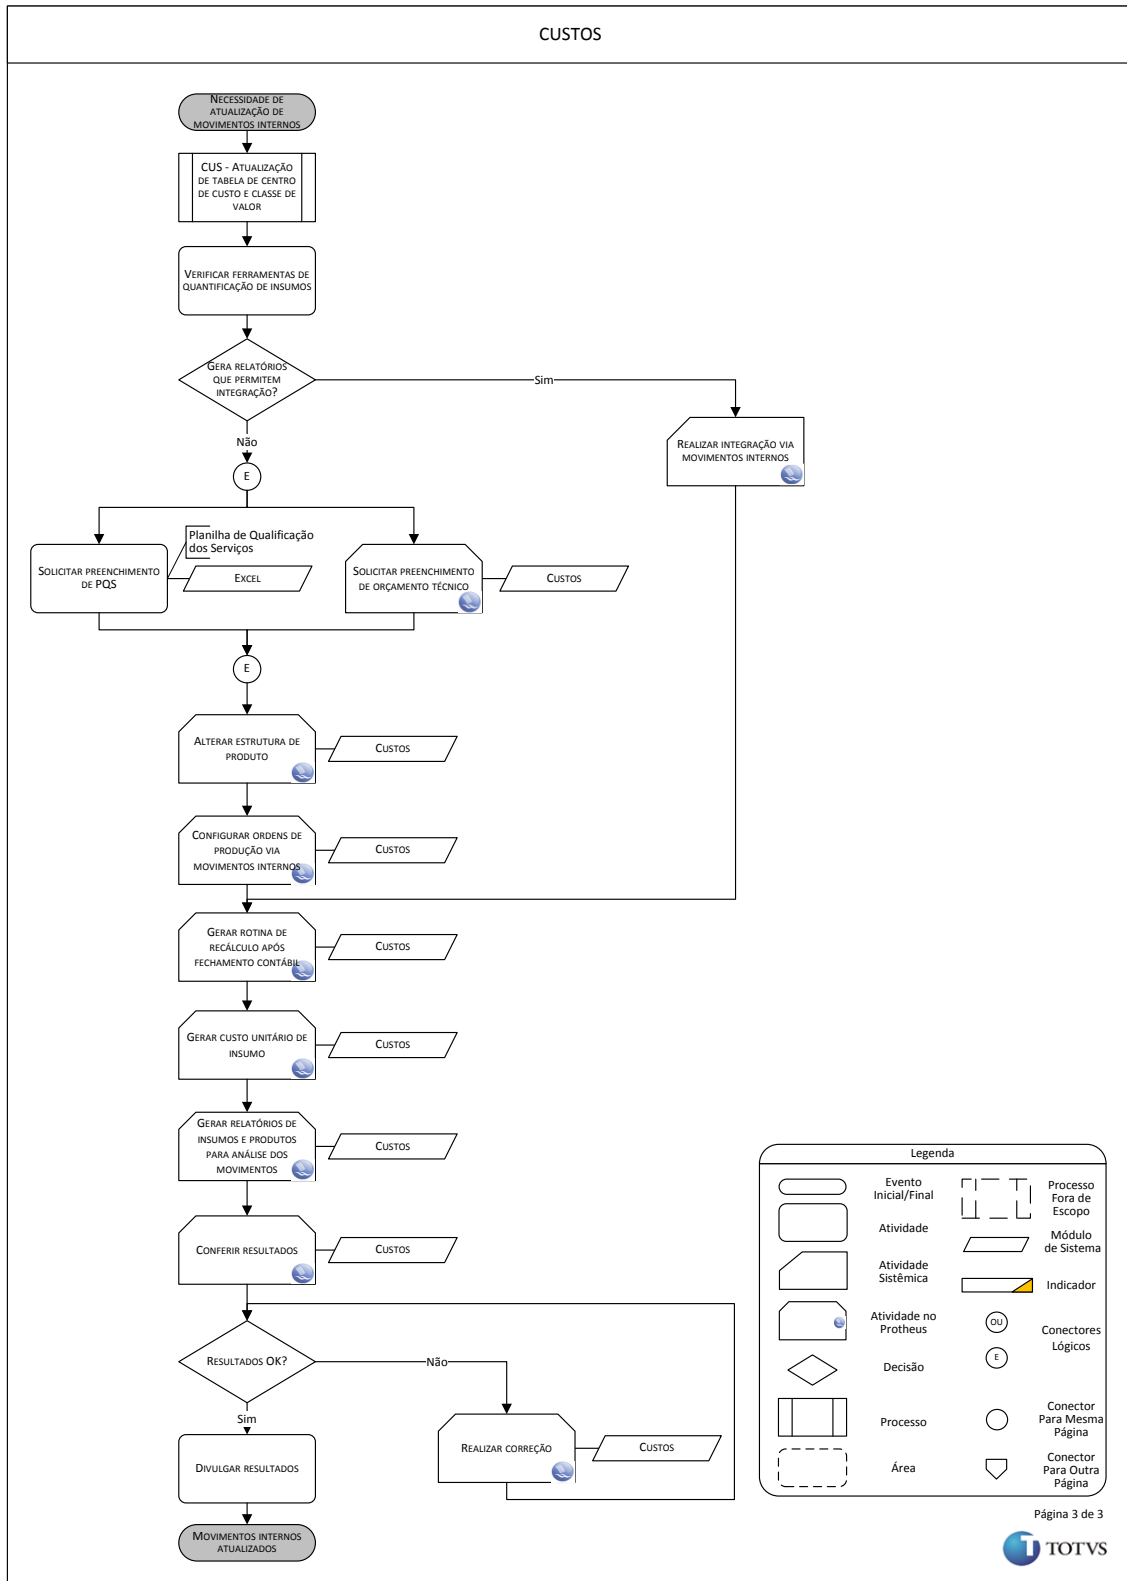 CUSTOS
NECESSIDADE DE
ATUALIZAÇÃO DE
MOVIMENTOS INTERNOS
CUS - ATUALIZAÇÃO
DE TABELA DE CENTRO
DE CUSTO E CLASSE DE
VALOR
VERIFICAR FERRAMENTAS DE
QUANTIFICAÇÃO DE INSUMOS
GERA RELATÓRIOS
QUE PERMITEM
INTEGRAÇÃO?
Sim
Não
REALIZAR INTEGRAÇÃO VIA
MOVIMENTOS INTERNOS
E
SOLICITAR PREENCHIMENTO
DE PQS
Planilha de Qualificação
dos Serviços
EXCEL
SOLICITAR PREENCHIMENTO
DE ORÇAMENTO TÉCNICO
CUSTOS
E
ALTERAR ESTRUTURA DE
PRODUTO
CUSTOS
CONFIGURAR ORDENS DE
PRODUÇÃO VIA
MOVIMENTOS INTERNOS
CUSTOS
GERAR ROTINA DE
RECÁLCULO APÓS
FECHAMENTO CONTÁBIL
CUSTOS
GERAR CUSTO UNITÁRIO DE
INSUMO
CUSTOS
GERAR RELATÓRIOS DE
INSUMOS E PRODUTOS
PARA ANÁLISE DOS
MOVIMENTOS
CUSTOS
CONFERIR RESULTADOS
CUSTOS
RESULTADOS OK?
Não
Sim
REALIZAR CORREÇÃO
CUSTOS
DIVULGAR RESULTADOS
MOVIMENTOS INTERNOS
ATUALIZADOS
Legenda
Evento
Inicial/Final
Atividade
Atividade
Sistêmica
Atividade no
Protheus
Decisão
Processo
Área
Processo
Fora de
Escopo
Módulo
de Sistema
Indicador
OU
E
Conectores
Lógicos
Conector
Para Mesma
Página
Conector
Para Outra
Página
Página 3 de 3
TOTVS